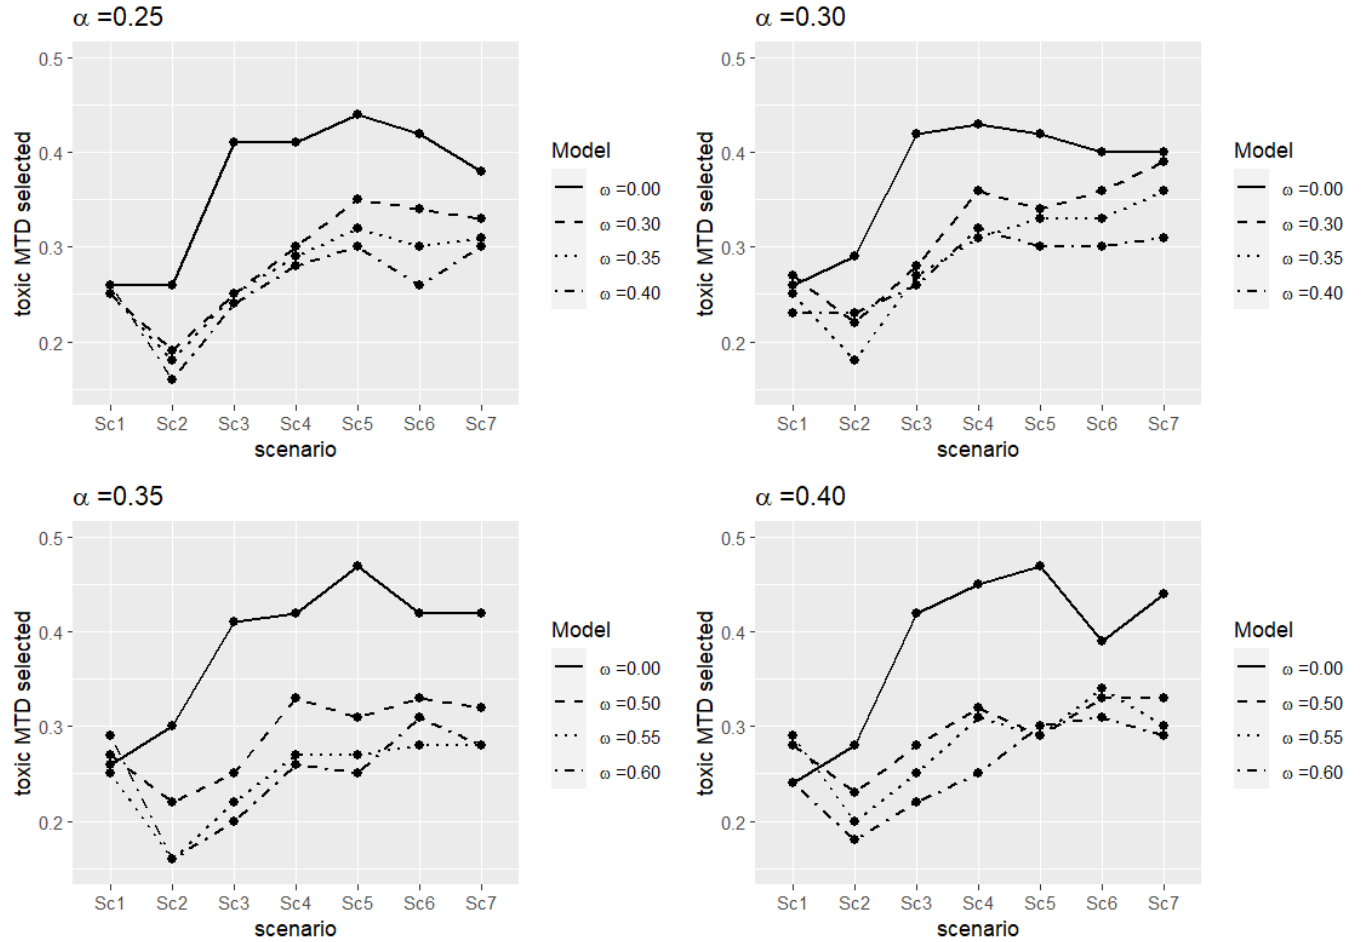 α =0.25
toxic MTD selected
0.5
0.4
0.3
0.2
Sc1 Sc2 Sc3 Sc4 Sc5 Sc6 Sc7
scenario
Model
ω =0.00
ω =0.30
ω =0.35
ω =0.40
α =0.30
toxic MTD selected
0.5
0.4
0.3
0.2
Sc1 Sc2 Sc3 Sc4 Sc5 Sc6 Sc7
scenario
Model
ω =0.00
ω =0.30
ω =0.35
ω =0.40
α =0.35
toxic MTD selected
0.5
0.4
0.3
0.2
Sc1 Sc2 Sc3 Sc4 Sc5 Sc6 Sc7
scenario
Model
ω =0.00
ω =0.50
ω =0.55
ω =0.60
α =0.40
toxic MTD selected
0.5
0.4
0.3
0.2
Sc1 Sc2 Sc3 Sc4 Sc5 Sc6 Sc7
scenario
Model
ω =0.00
ω =0.50
ω =0.55
ω =0.60